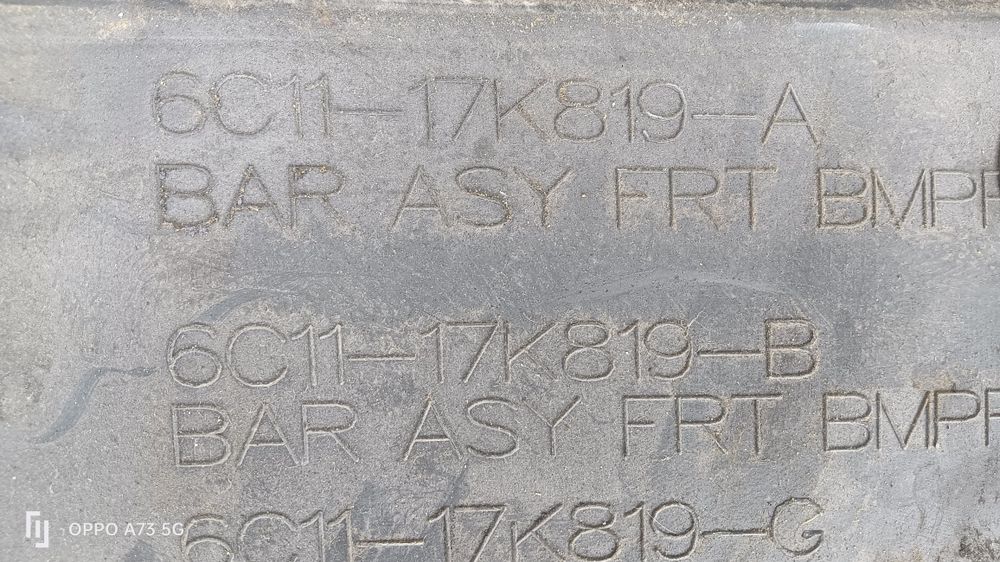 6C11-17K819-A
BAR ASY FRT BMPR
6C11-17K819-B
BAR ASY FRT BMPR
6C11-17K819-G
OPPO A73 5G